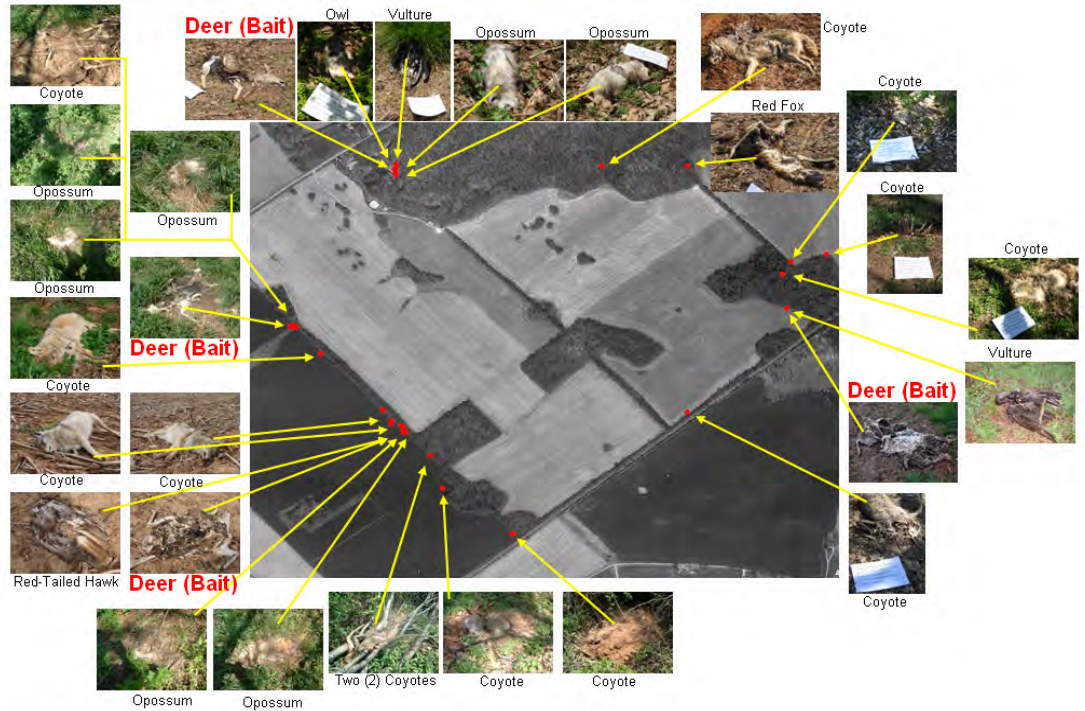 Owl
Vulture
Deer (Bait)
Opossum
Opossum
Coyote
Coyote
Coyote
Red Fox
Opossum
Opossum
Coyote
Opossum
Coyote
Deer (Bait)
Vulture
Coyote
Deer (Bait)
Coyote
Coyote
Red-Tailed Hawk
Deer (Bait)
Coyote
Two (2) Coyotes
Coyote
Coyote
Opossum
Opossum